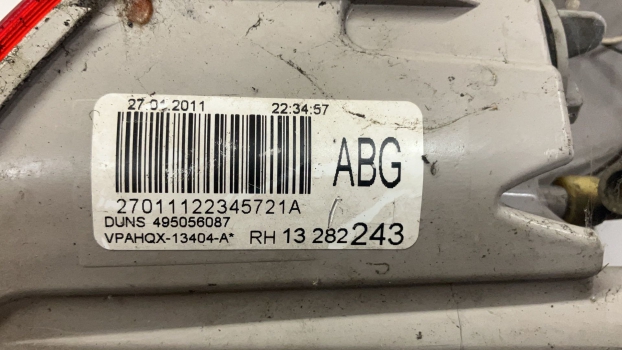 27.01.2011 22:34:57
ABG
27011122345721A
DUNS 495056087
VPAHQX-13404-A* RH 13 282 243